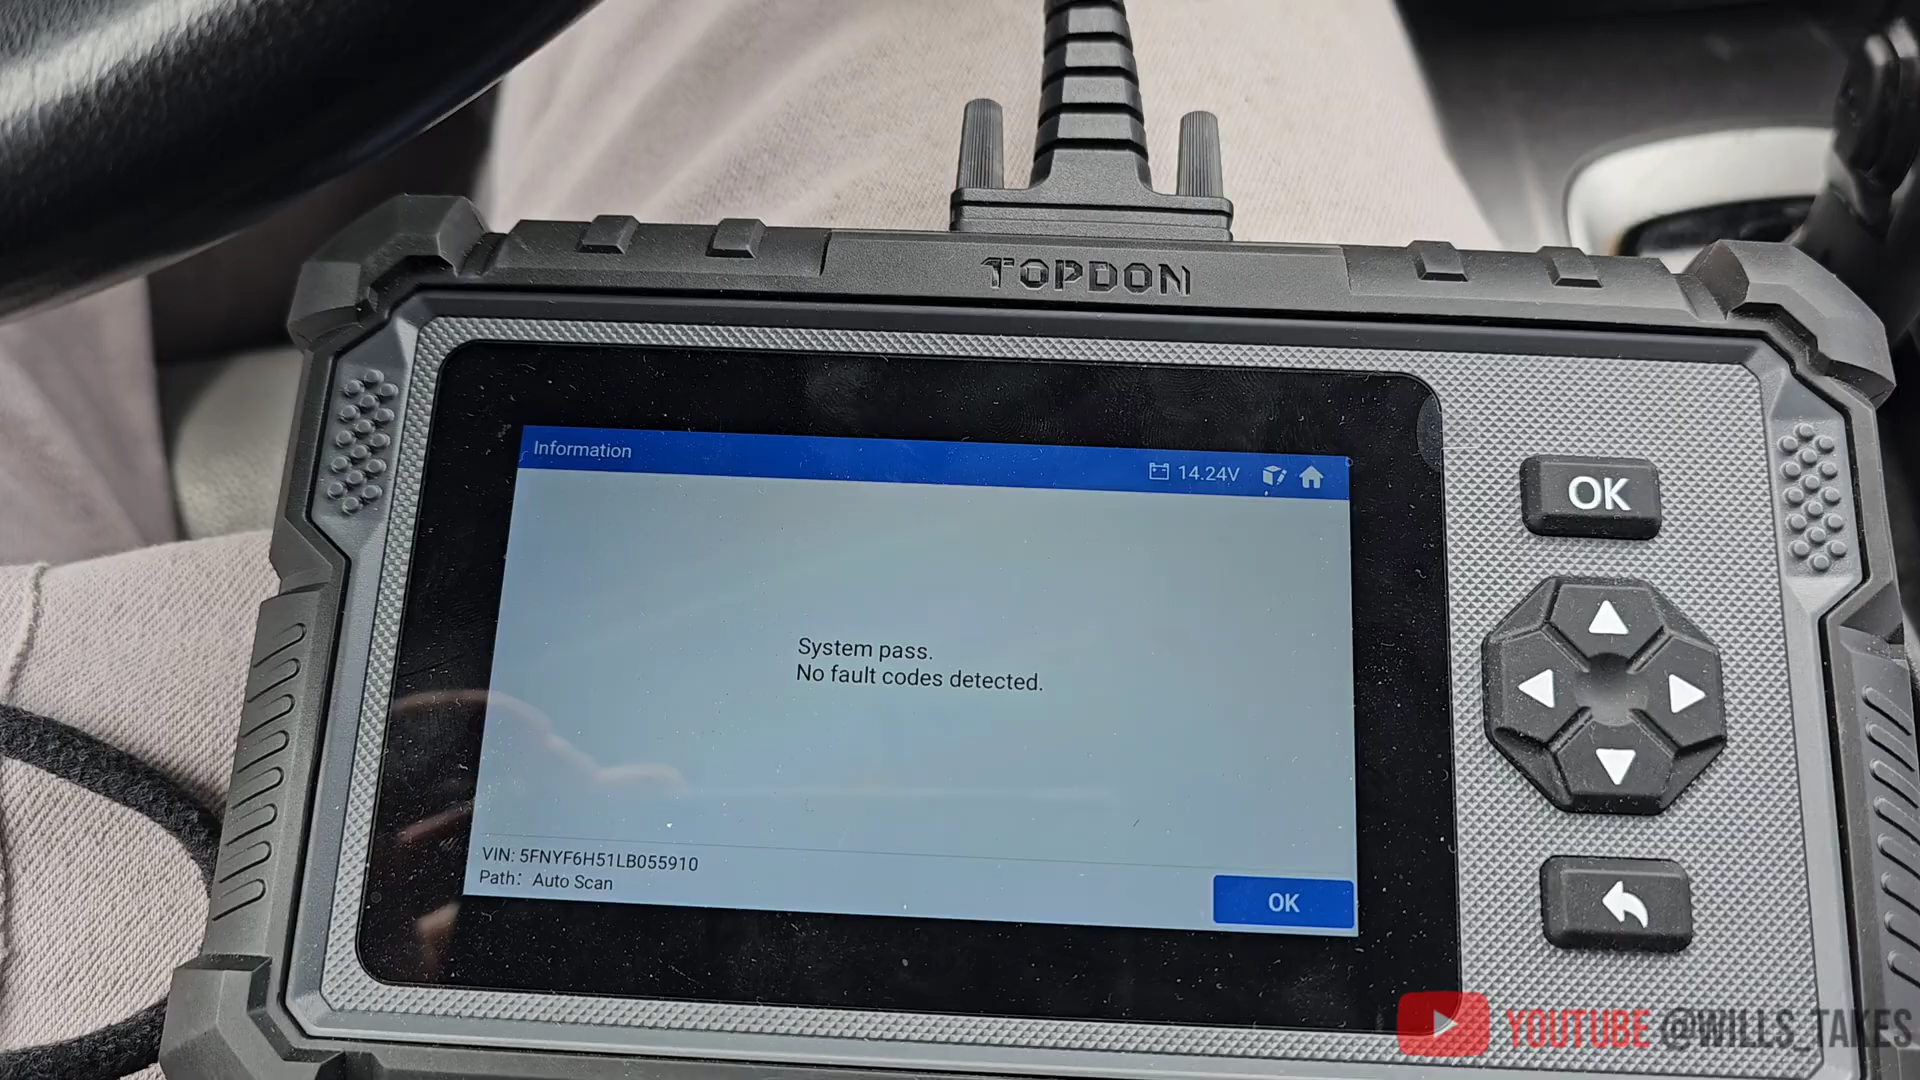 TOPDON
Information
14.24V
OK
System pass.
No fault codes detected.
VIN: 5FNYF6H51LB055910
Path: Auto Scan
OK
YOUTUBE @WILLS_TAKES